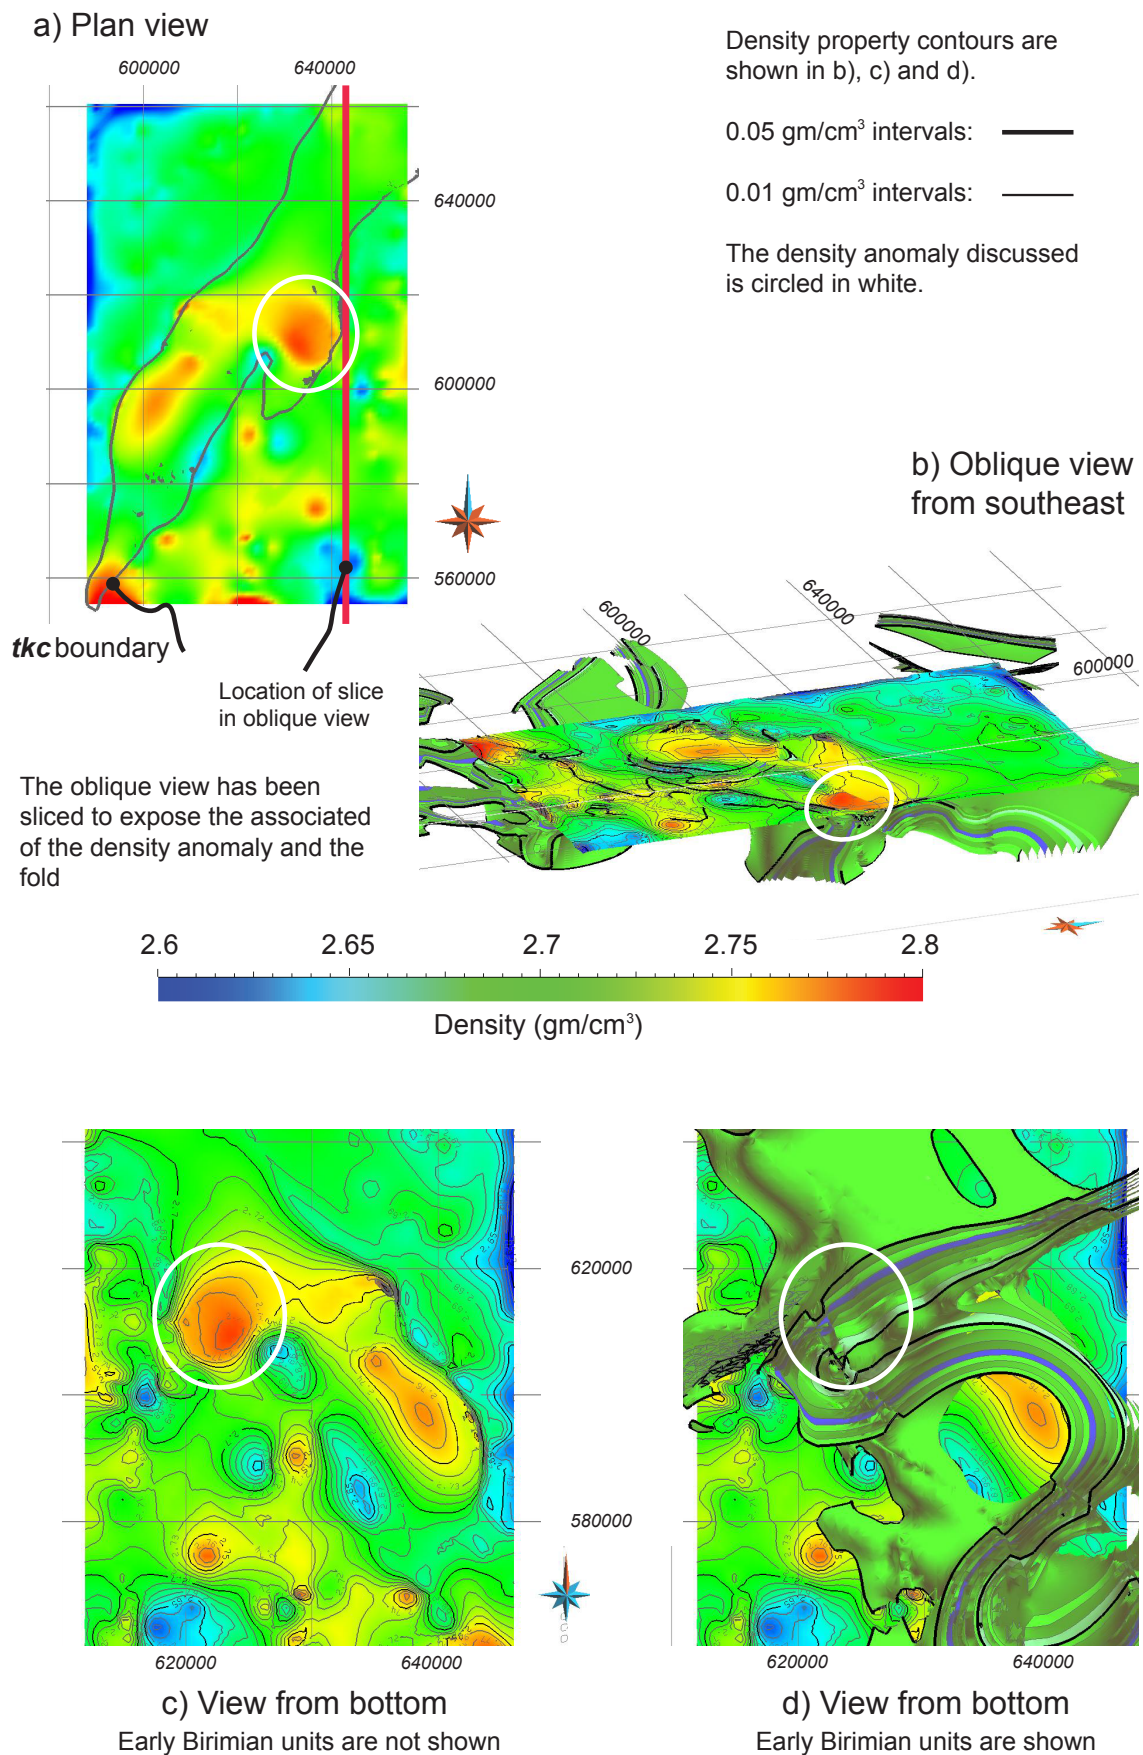 a) Plan view
600000
640000
640000
600000
560000
tkc boundary
Location of slice
in oblique view
The oblique view has been
sliced to expose the associated
of the density anomaly and the
fold
Density property contours are
shown in b), c) and d).
0.05 gm/cm³ intervals:
0.01 gm/cm³ intervals:
The density anomaly discussed
is circled in white.
b) Oblique view
from southeast
600000
640000
600000
2.6
2.65
2.7
2.75
2.8
Density (gm/cm³)
620000
580000
620000
640000
c) View from bottom
Early Birimian units are not shown
620000
640000
d) View from bottom
Early Birimian units are shown